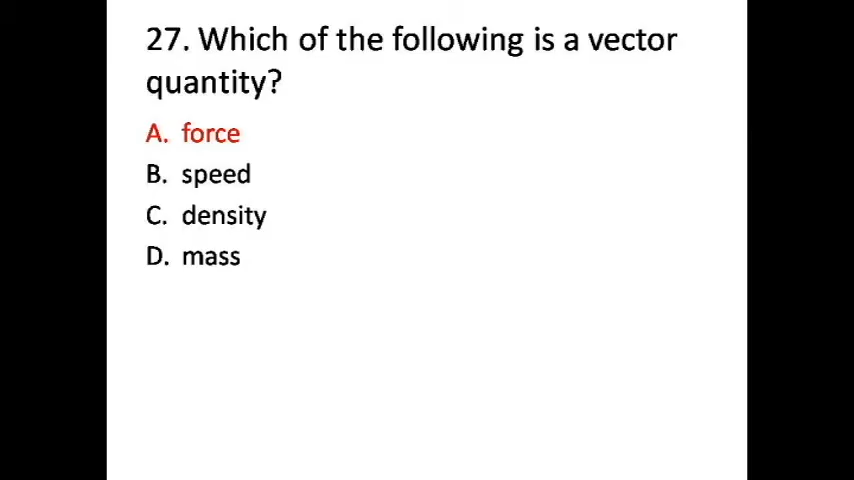 27. Which of the following is a vector
quantity?
A. force
B. speed
C. density
D. mass